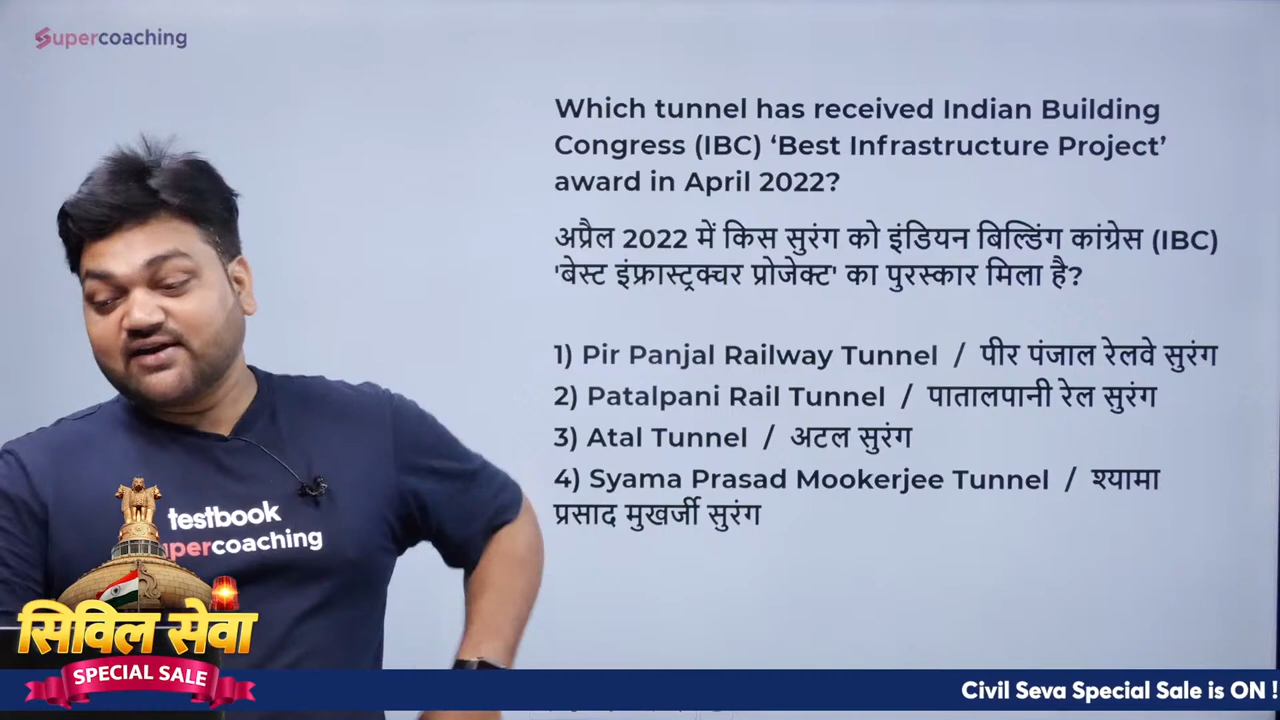 Supercoaching
Which tunnel has received Indian Building
Congress (IBC) ‘Best Infrastructure Project’
award in April 2022?
अप्रैल 2022 में किस सुरंग को इंडियन बिल्डिंग कांग्रेस (IBC)
'बेस्ट इंफ्रास्ट्रक्चर प्रोजेक्ट' का पुरस्कार मिला है?
1) Pir Panjal Railway Tunnel / पीर पंजाल रेलवे सुरंग
2) Patalpani Rail Tunnel / पातालपानी रेल सुरंग
3) Atal Tunnel / अटल सुरंग
4) Syama Prasad Mookerjee Tunnel / श्यामा
प्रसाद मुखर्जी सुरंग
testbook
percoaching
सिविल सेवा
SPECIAL SALE
Civil Seva Special Sale is ON !